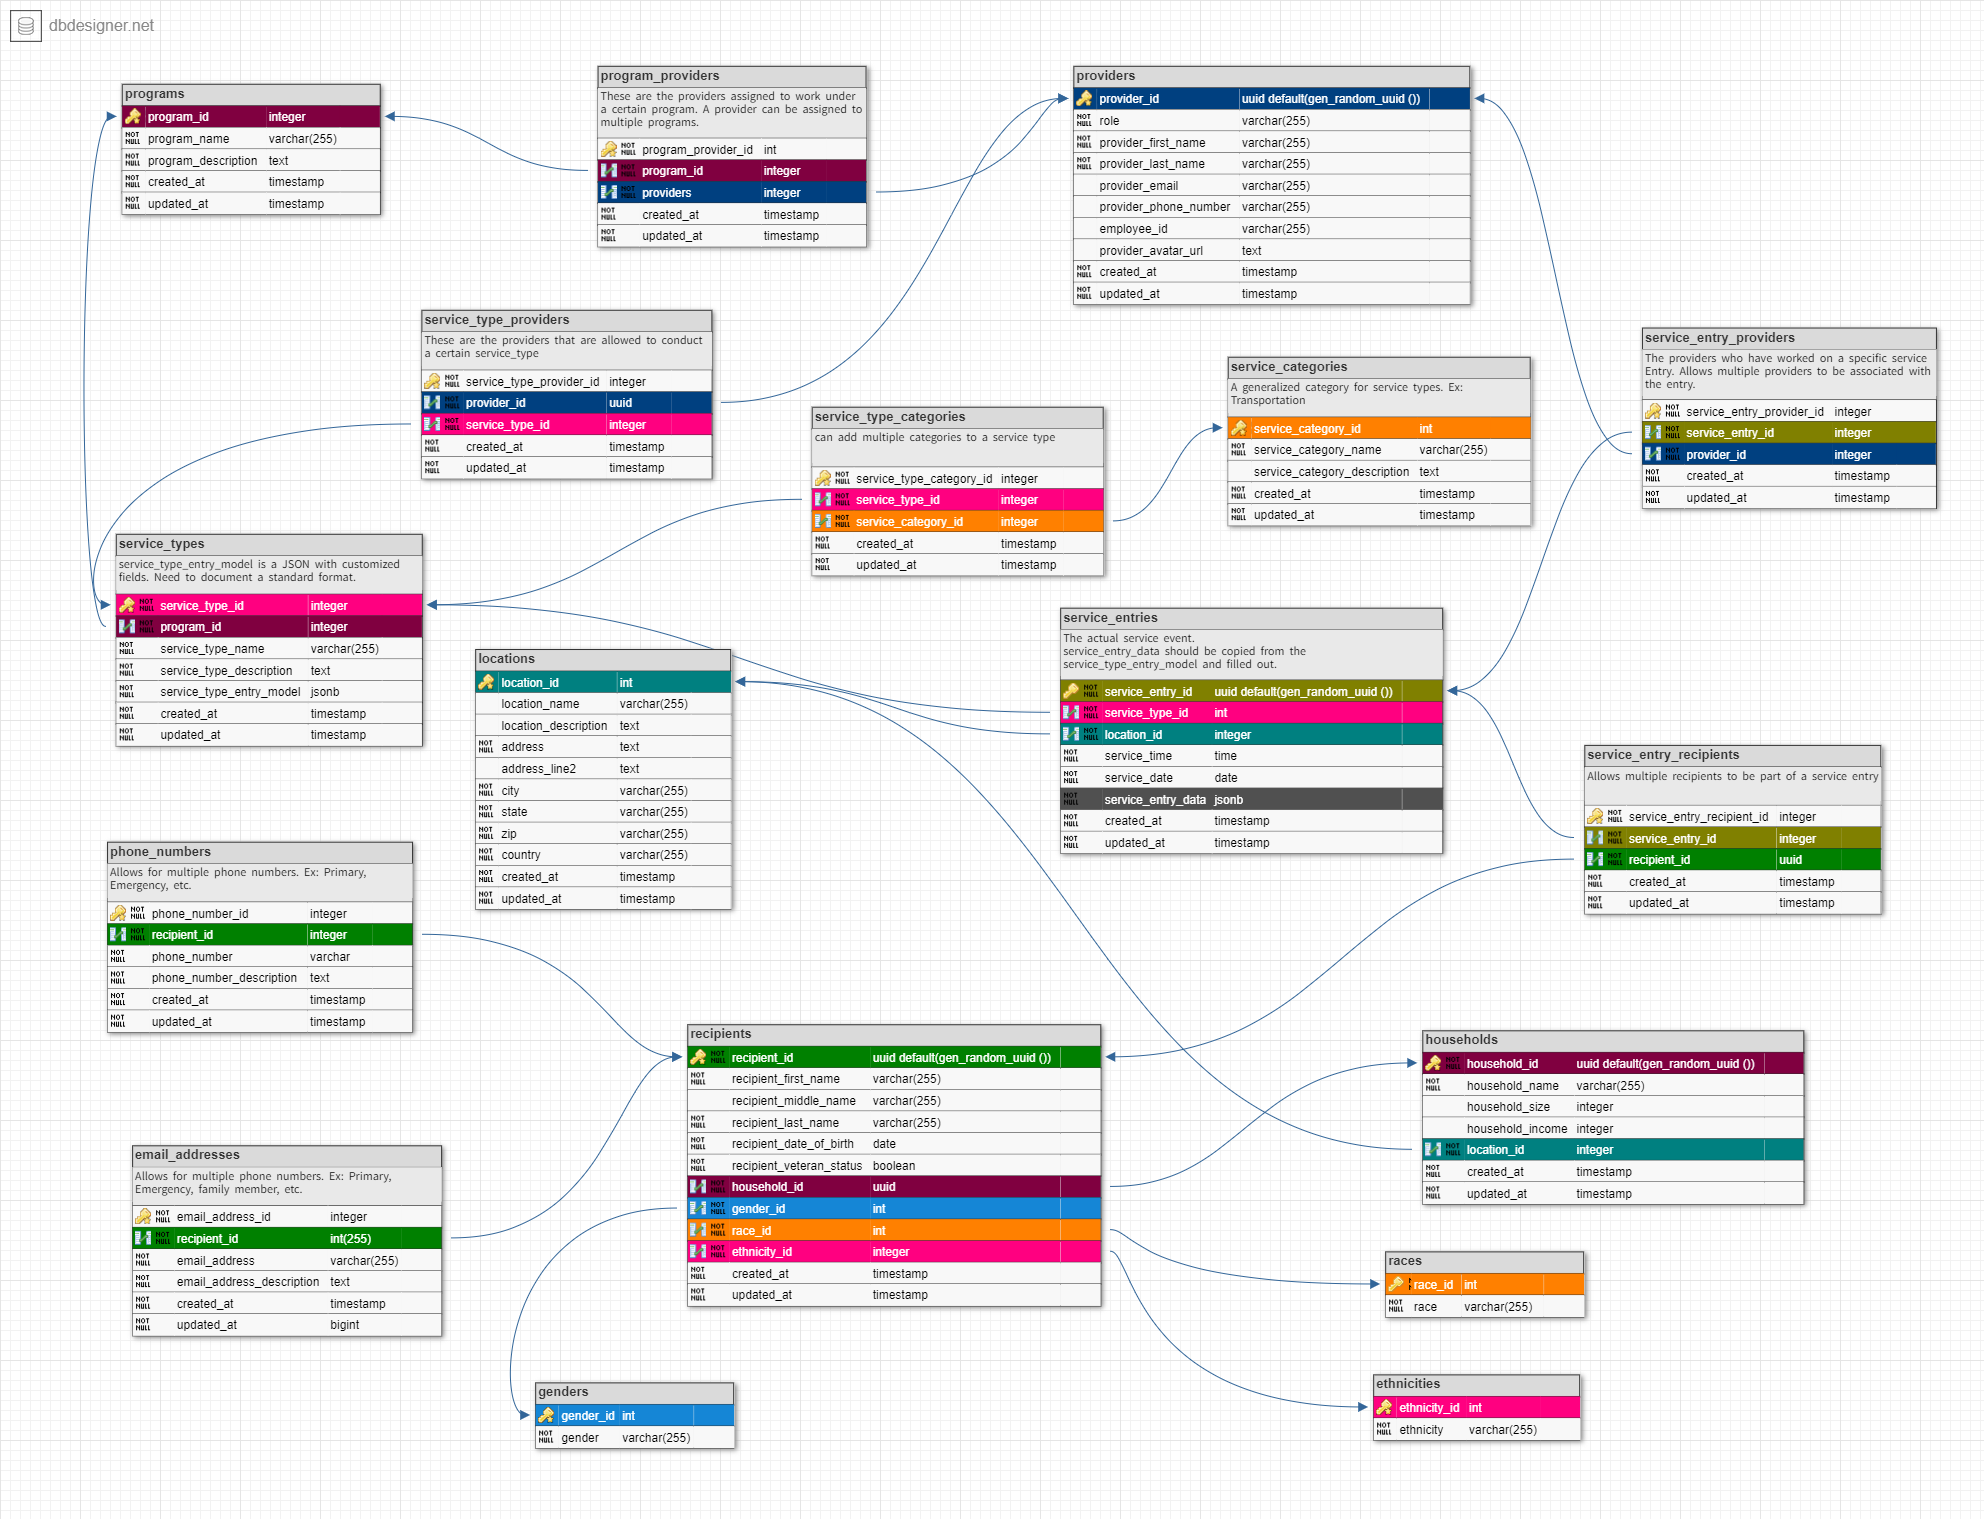 dbdesigner.net
programs
program_id integer
NOT NULL program_name varchar(255)
NOT NULL program_description text
NOT NULL created_at timestamp
NOT NULL updated_at timestamp
program_providers
These are the providers assigned to work under
a certain program. A provider can be assigned to
multiple programs.
NOT NULL program_provider_id int
NOT NULL program_id integer
NOT NULL providers integer
NOT NULL created_at timestamp
NOT NULL updated_at timestamp
providers
provider_id uuid default(gen_random_uuid ())
NOT NULL role varchar(255)
NOT NULL provider_first_name varchar(255)
NOT NULL provider_last_name varchar(255)
provider_email varchar(255)
provider_phone_number varchar(255)
employee_id varchar(255)
provider_avatar_url text
NOT NULL created_at timestamp
NOT NULL updated_at timestamp
service_type_providers
These are the providers that are allowed to conduct
a certain service_type
NOT NULL service_type_provider_id integer
NOT NULL provider_id uuid
NOT NULL service_type_id integer
NOT NULL created_at timestamp
NOT NULL updated_at timestamp
service_type_categories
can add multiple categories to a service type
NOT NULL service_type_category_id integer
NOT NULL service_type_id integer
NOT NULL service_category_id integer
NOT NULL created_at timestamp
NOT NULL updated_at timestamp
service_categories
A generalized category for service types. Ex:
Transportation
service_category_id int
NOT NULL service_category_name varchar(255)
service_category_description text
NOT NULL created_at timestamp
NOT NULL updated_at timestamp
service_entry_providers
The providers who have worked on a specific service
Entry. Allows multiple providers to be associated with
the entry.
NOT NULL service_entry_provider_id integer
NOT NULL service_entry_id integer
NOT NULL provider_id integer
NOT NULL created_at timestamp
NOT NULL updated_at timestamp
service_types
service_type_entry_model is a JSON with customized
fields. Need to document a standard format.
NOT NULL service_type_id integer
NOT NULL program_id integer
NOT NULL service_type_name varchar(255)
NOT NULL service_type_description text
NOT NULL service_type_entry_model jsonb
NOT NULL created_at timestamp
NOT NULL updated_at timestamp
locations
location_id int
location_name varchar(255)
location_description text
NOT NULL address text
address_line2 text
NOT NULL city varchar(255)
NOT NULL state varchar(255)
NOT NULL zip varchar(255)
NOT NULL country varchar(255)
NOT NULL created_at timestamp
NOT NULL updated_at timestamp
service_entries
The actual service event.
service_entry_data should be copied from the
service_type_entry_model and filled out.
NOT NULL service_entry_id uuid default(gen_random_uuid ())
NOT NULL service_type_id int
NOT NULL location_id integer
NOT NULL service_time time
NOT NULL service_date date
NOT NULL service_entry_data jsonb
NOT NULL created_at timestamp
NOT NULL updated_at timestamp
service_entry_recipients
Allows multiple recipients to be part of a service entry
NOT NULL service_entry_recipient_id integer
NOT NULL service_entry_id integer
NOT NULL recipient_id uuid
NOT NULL created_at timestamp
NOT NULL updated_at timestamp
phone_numbers
Allows for multiple phone numbers. Ex: Primary,
Emergency, etc.
NOT NULL phone_number_id integer
NOT NULL recipient_id integer
NOT NULL phone_number varchar
NOT NULL phone_number_description text
NOT NULL created_at timestamp
NOT NULL updated_at timestamp
recipients
NOT NULL recipient_id uuid default(gen_random_uuid ())
NOT NULL recipient_first_name varchar(255)
recipient_middle_name varchar(255)
NOT NULL recipient_last_name varchar(255)
NOT NULL recipient_date_of_birth date
NOT NULL recipient_veteran_status boolean
NOT NULL household_id uuid
NOT NULL gender_id int
NOT NULL race_id int
NOT NULL ethnicity_id integer
NOT NULL created_at timestamp
NOT NULL updated_at timestamp
households
NOT NULL household_id uuid default(gen_random_uuid ())
NOT NULL household_name varchar(255)
household_size integer
household_income integer
NOT NULL location_id integer
NOT NULL created_at timestamp
NOT NULL updated_at timestamp
email_addresses
Allows for multiple phone numbers. Ex: Primary,
Emergency, family member, etc.
NOT NULL email_address_id integer
NOT NULL recipient_id int(255)
NOT NULL email_address varchar(255)
NOT NULL email_address_description text
NOT NULL created_at timestamp
NOT NULL updated_at bigint
races
race_id int
NOT NULL race varchar(255)
genders
gender_id int
NOT NULL gender varchar(255)
ethnicities
ethnicity_id int
NOT NULL ethnicity varchar(255)